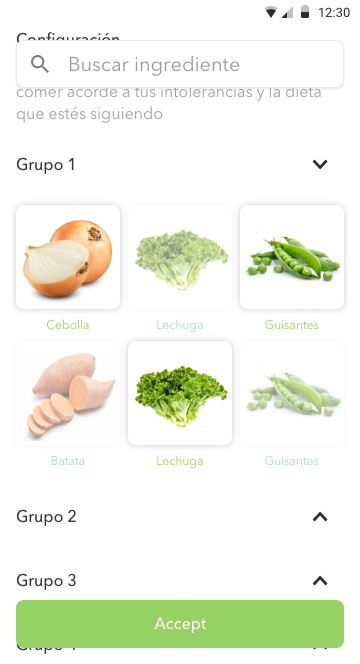 12:30
Configuración
Buscar ingrediente
comer acorde a tus intolerancias y la dieta
que estés siguiendo
Grupo 1
Cebolla
Lechuga
Guisantes
Batata
Lechuga
Guisantes
Grupo 2
Grupo 3
Accept
Grupo 4